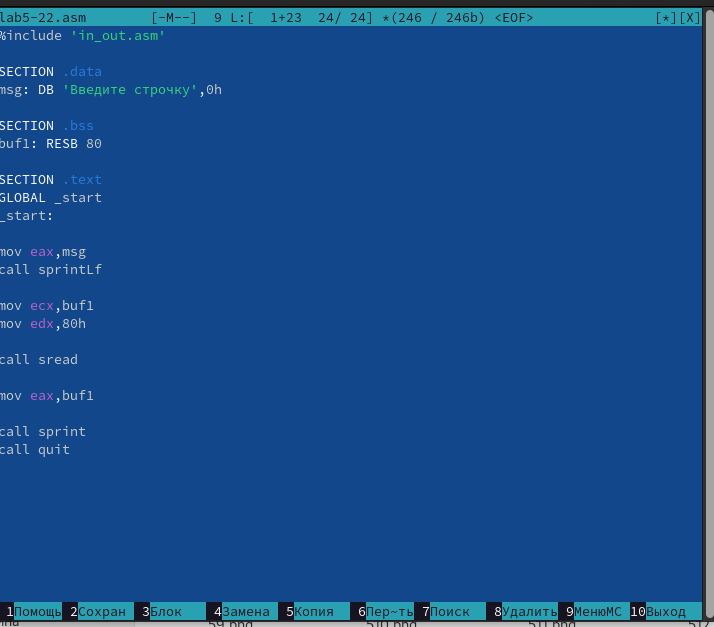 lab5-22.asm [-M--] 9 L:[ 1+23 24/ 24] *(246 / 246b) <EOF> [*][X]
%include 'in_out.asm'
SECTION .data
msg: DB 'Введите строчку',0h
SECTION .bss
buf1: RESB 80
SECTION .text
GLOBAL _start
_start:
mov eax,msg
call sprintLf
mov ecx,buf1
mov edx,80h
call sread
mov eax,buf1
call sprint
call quit
1Помощь 2Сохран 3Блок 4Замена 5Копия 6Пер~ть 7Поиск 8Удалить 9МенюMC 10Выход